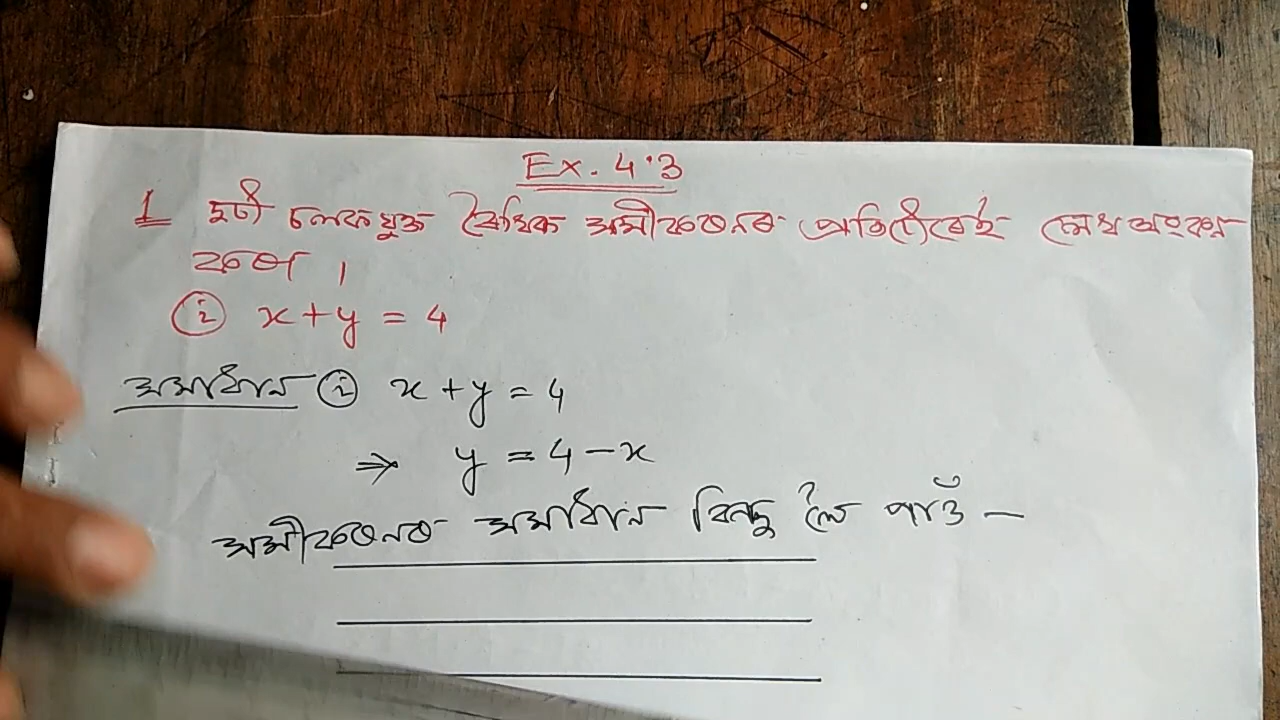 Ex. 4.3
1 দুটা চলকযুক্ত ৰৈখিক সমীকৰণৰ প্ৰতিটোৰেই লেখ অংকন
কৰা ।
(i) x + y = 4
সমাধান (i) x + y = 4
⇒ y = 4 − x
সমীকৰণৰ সমাধান বিন্দু লৈ পাওঁ −